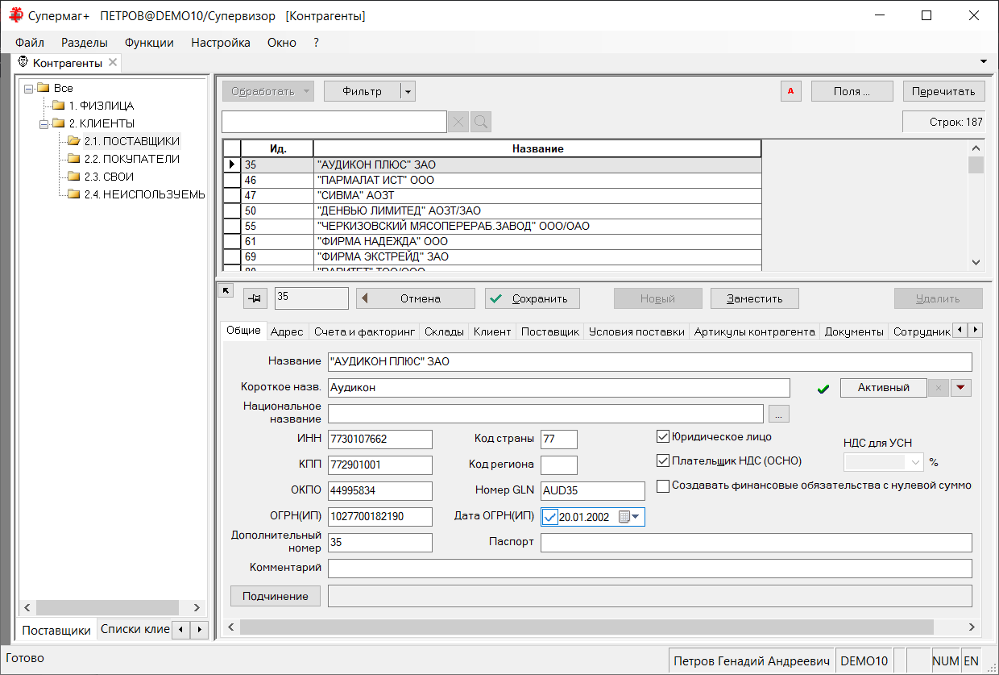 Супермаг+ ПЕТРОВ@DEMO10/Супервизор [Контрагенты]
Файл Разделы Функции Настройка Окно ?
Контрагенты
Все
1. ФИЗЛИЦА
2. КЛИЕНТЫ
2.1. ПОСТАВЩИКИ
2.2. ПОКУПАТЕЛИ
2.3. СВОИ
2.4. НЕИСПОЛЬЗУЕМЬ
Поставщики Списки клие
Обработать Фильтр A Поля ... Перечитать
Строк: 187
Ид. Название
35 "АУДИКОН ПЛЮС" ЗАО
46 "ПАРМАЛАТ ИСТ" ООО
47 "СИВМА" АОЗТ
50 "ДЕНВЬЮ ЛИМИТЕД" АОЗТ/ЗАО
55 "ЧЕРКИЗОВСКИЙ МЯСОПЕРЕРАБ.ЗАВОД" ООО/ОАО
61 "ФИРМА НАДЕЖДА" ООО
69 "ФИРМА ЭКСТРЕЙД" ЗАО
80 "ПАРИТЕТ" ТОО/ООО
35 Отмена Сохранить Новый Заместить Удалить
Общие Адрес Счета и факторинг Склады Клиент Поставщик Условия поставки Артикулы контрагента Документы Сотрудник
Название "АУДИКОН ПЛЮС" ЗАО
Короткое назв. Аудикон Активный
Национальное
название ...
ИНН 7730107662 Код страны 77 Юридическое лицо
НДС для УСН
КПП 772901001 Код региона Плательщик НДС (ОСНО) %
ОКПО 44995834 Номер GLN AUD35 Создавать финансовые обязательства с нулевой суммо
ОГРН(ИП) 1027700182190 Дата ОГРН(ИП) 20.01.2002
Дополнительный
номер 35 Паспорт
Комментарий
Подчинение
Готово Петров Генадий Андреевич DEMO10 NUM EN